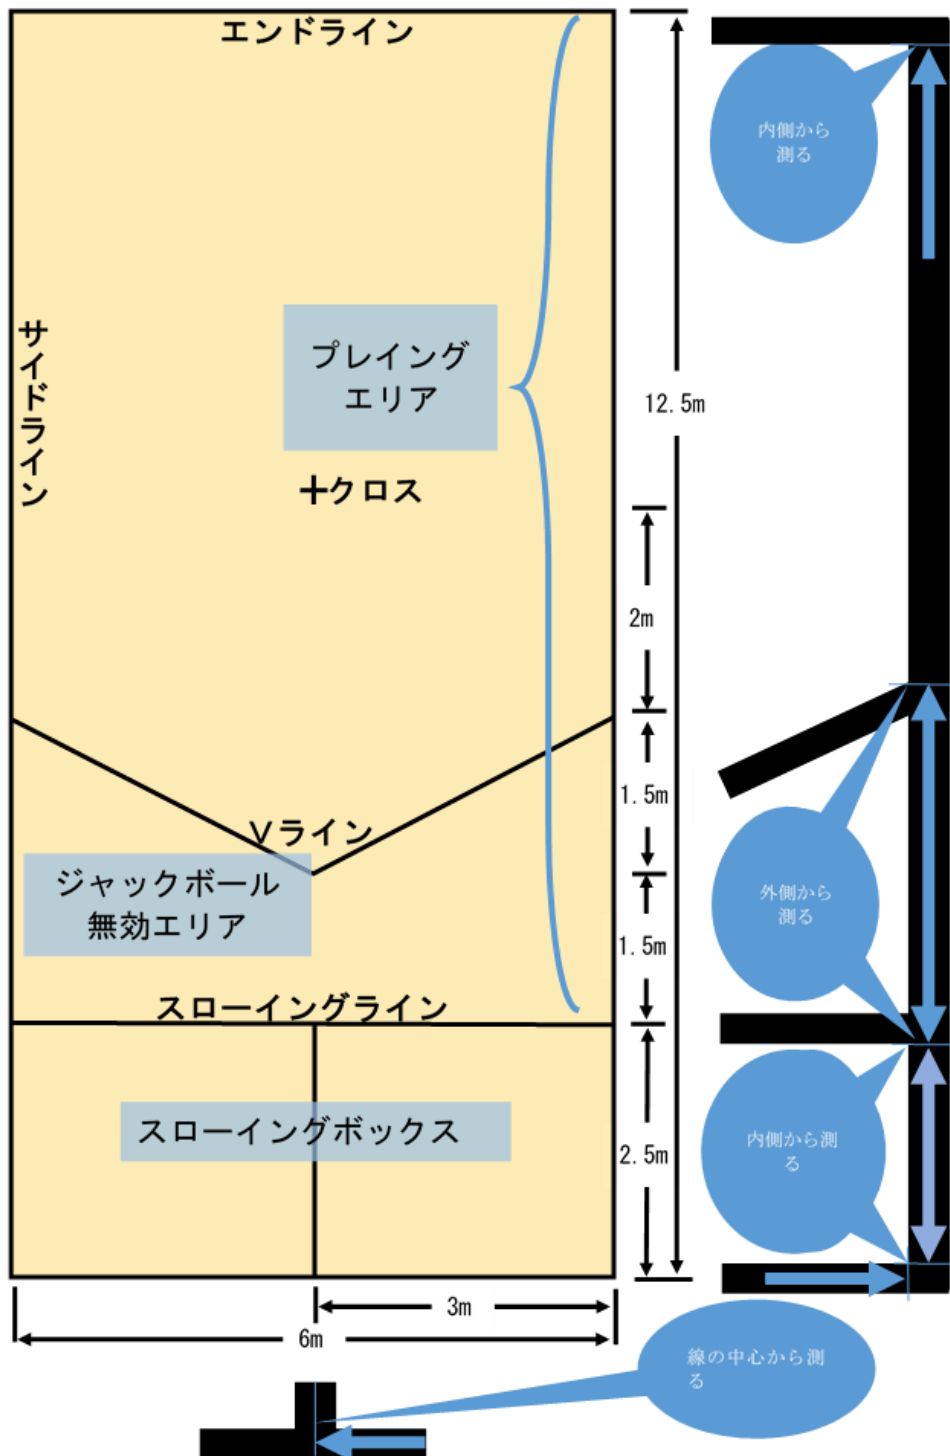 エンドライン
内側から
測る
サイドライン
プレイング
エリア
12.5m
＋クロス
2m
1.5m
Vライン
ジャックボール
無効エリア
外側から
測る
1.5m
スローイングライン
スローイングボックス
2.5m
内側から測
る
3m
6m
線の中心から測
る